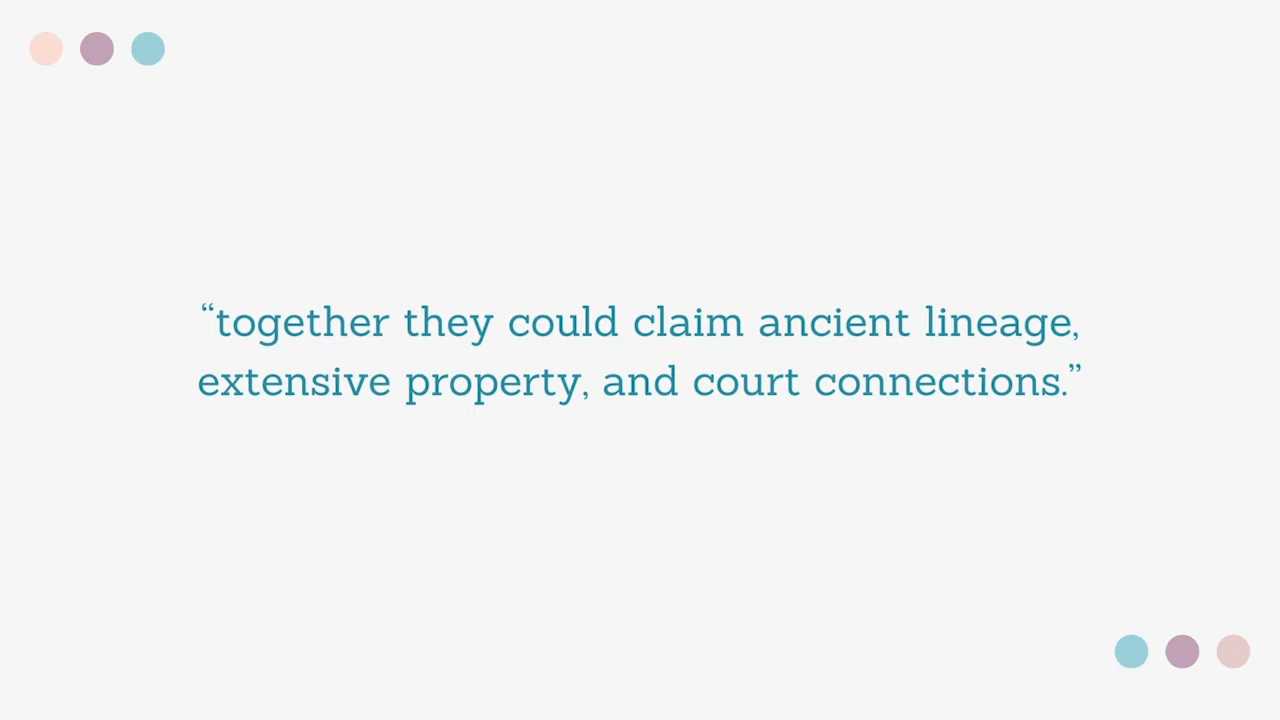 “together they could claim ancient lineage,
extensive property, and court connections.”